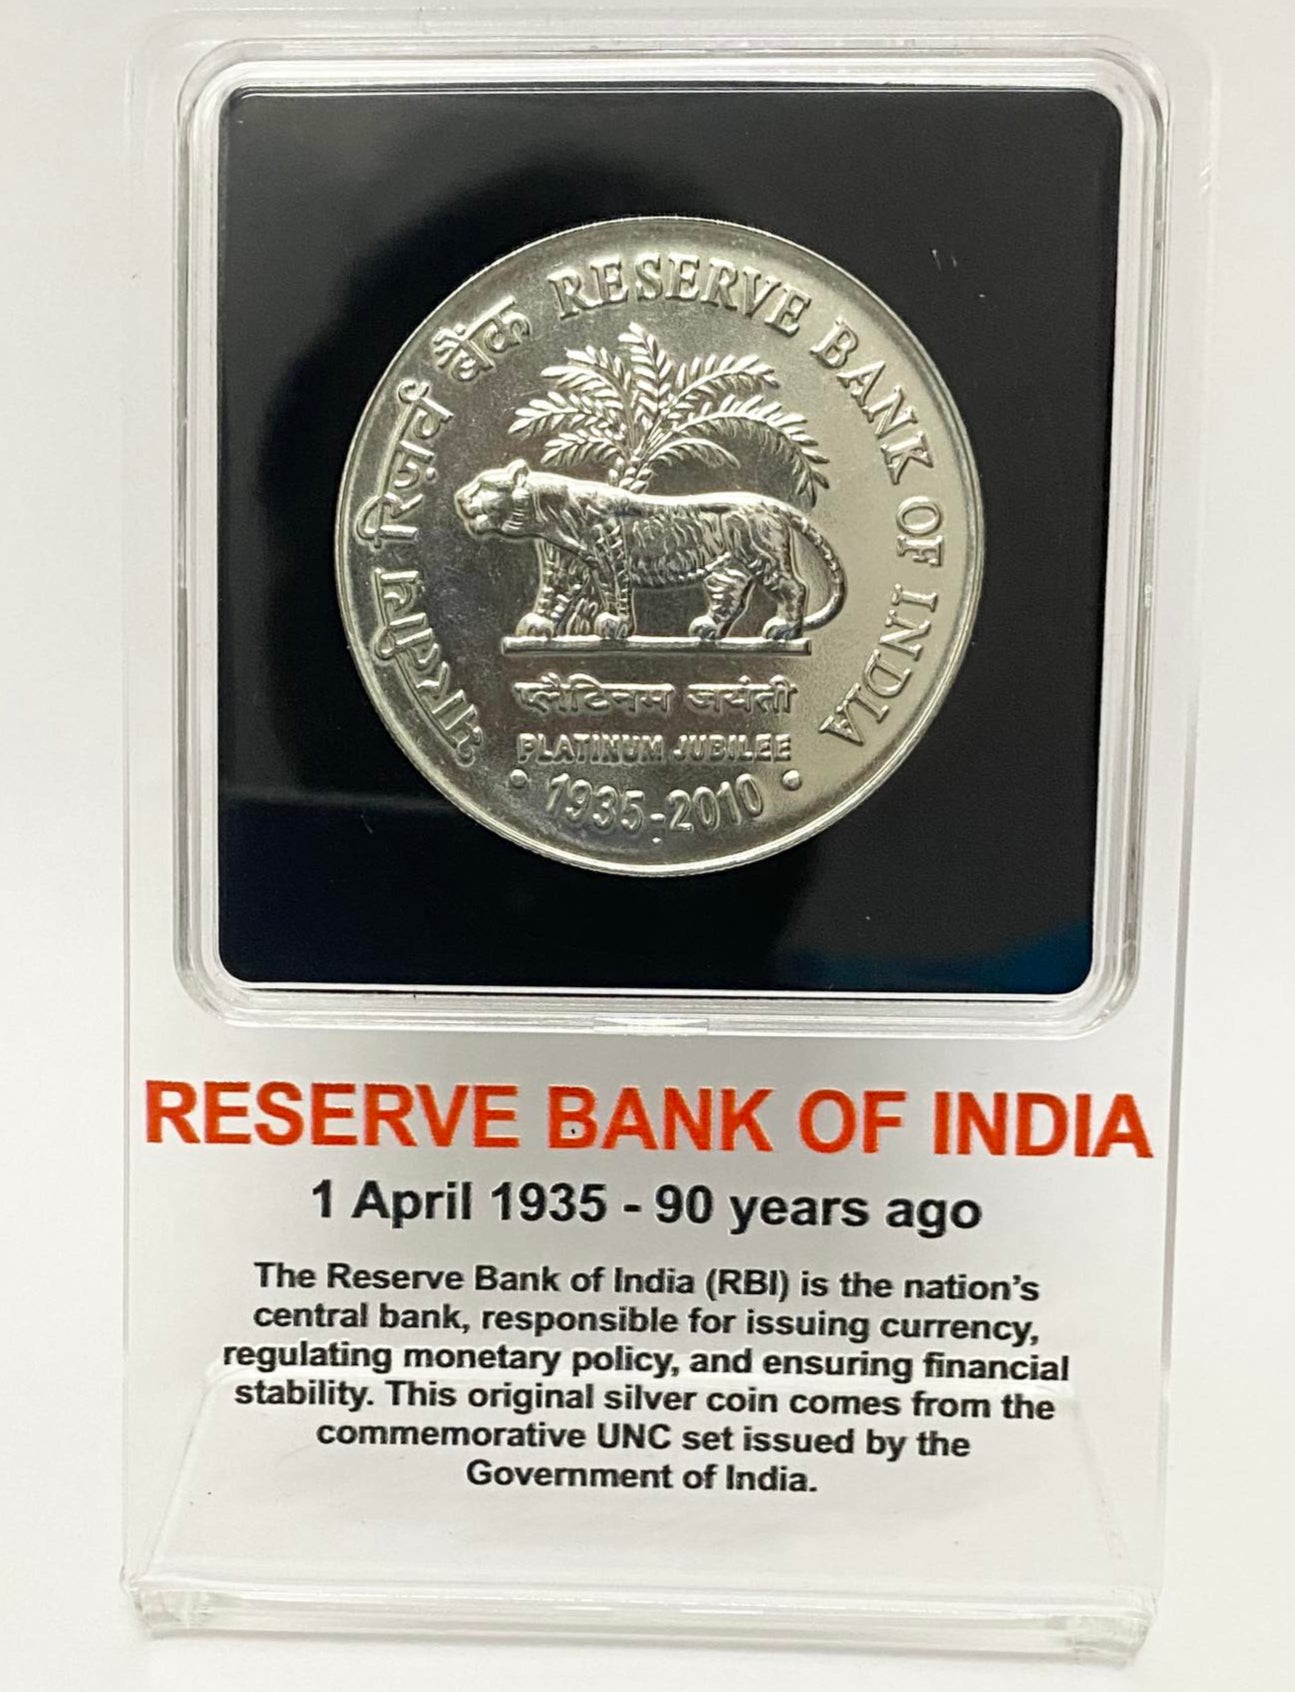 भारतीय रिज़र्व बैंक
RESERVE BANK OF INDIA
प्लैटिनम जयंती
PLATINUM JUBILEE
• 1935-2010 •
RESERVE BANK OF INDIA
1 April 1935 - 90 years ago
The Reserve Bank of India (RBI) is the nation's
central bank, responsible for issuing currency,
regulating monetary policy, and ensuring financial
stability. This original silver coin comes from the
commemorative UNC set issued by the
Government of India.